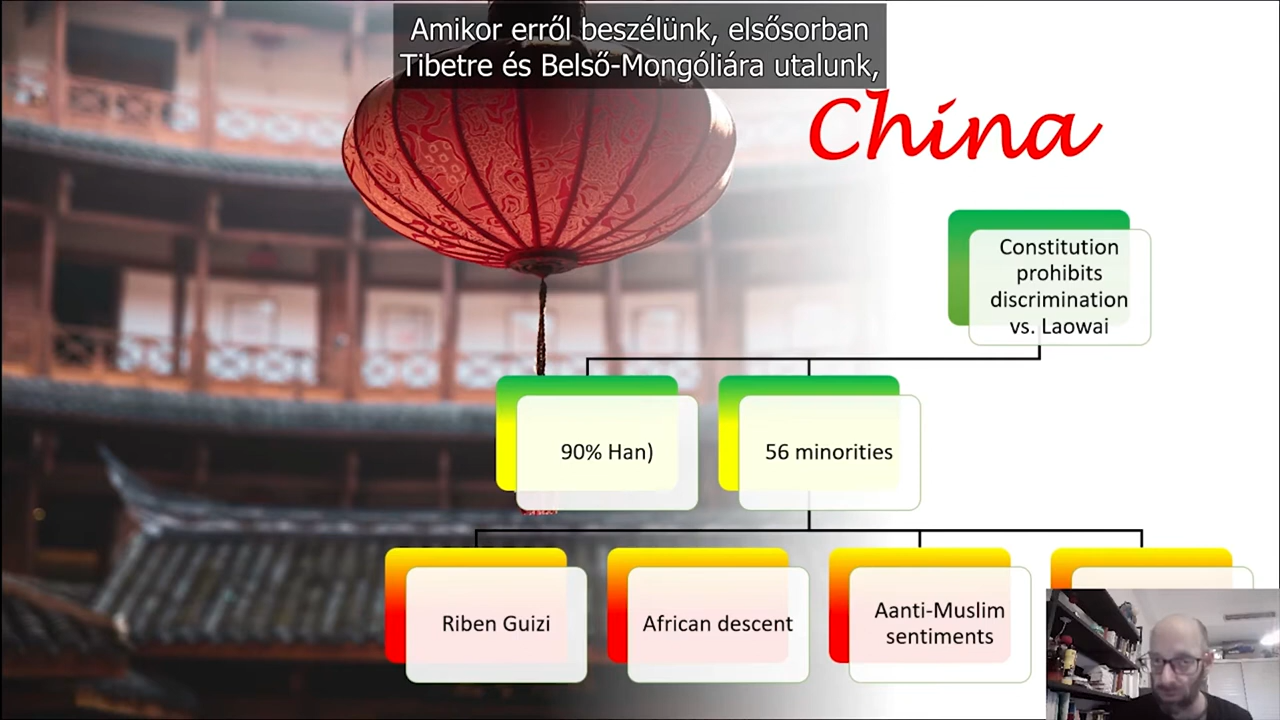 Amikor erről beszélünk, elsősorban
Tibetre és Belső-Mongóliára utalunk,
China
Constitution
prohibits
discrimination
vs. Laowai
90% Han)
56 minorities
Riben Guizi
African descent
Aanti-Muslim
sentiments